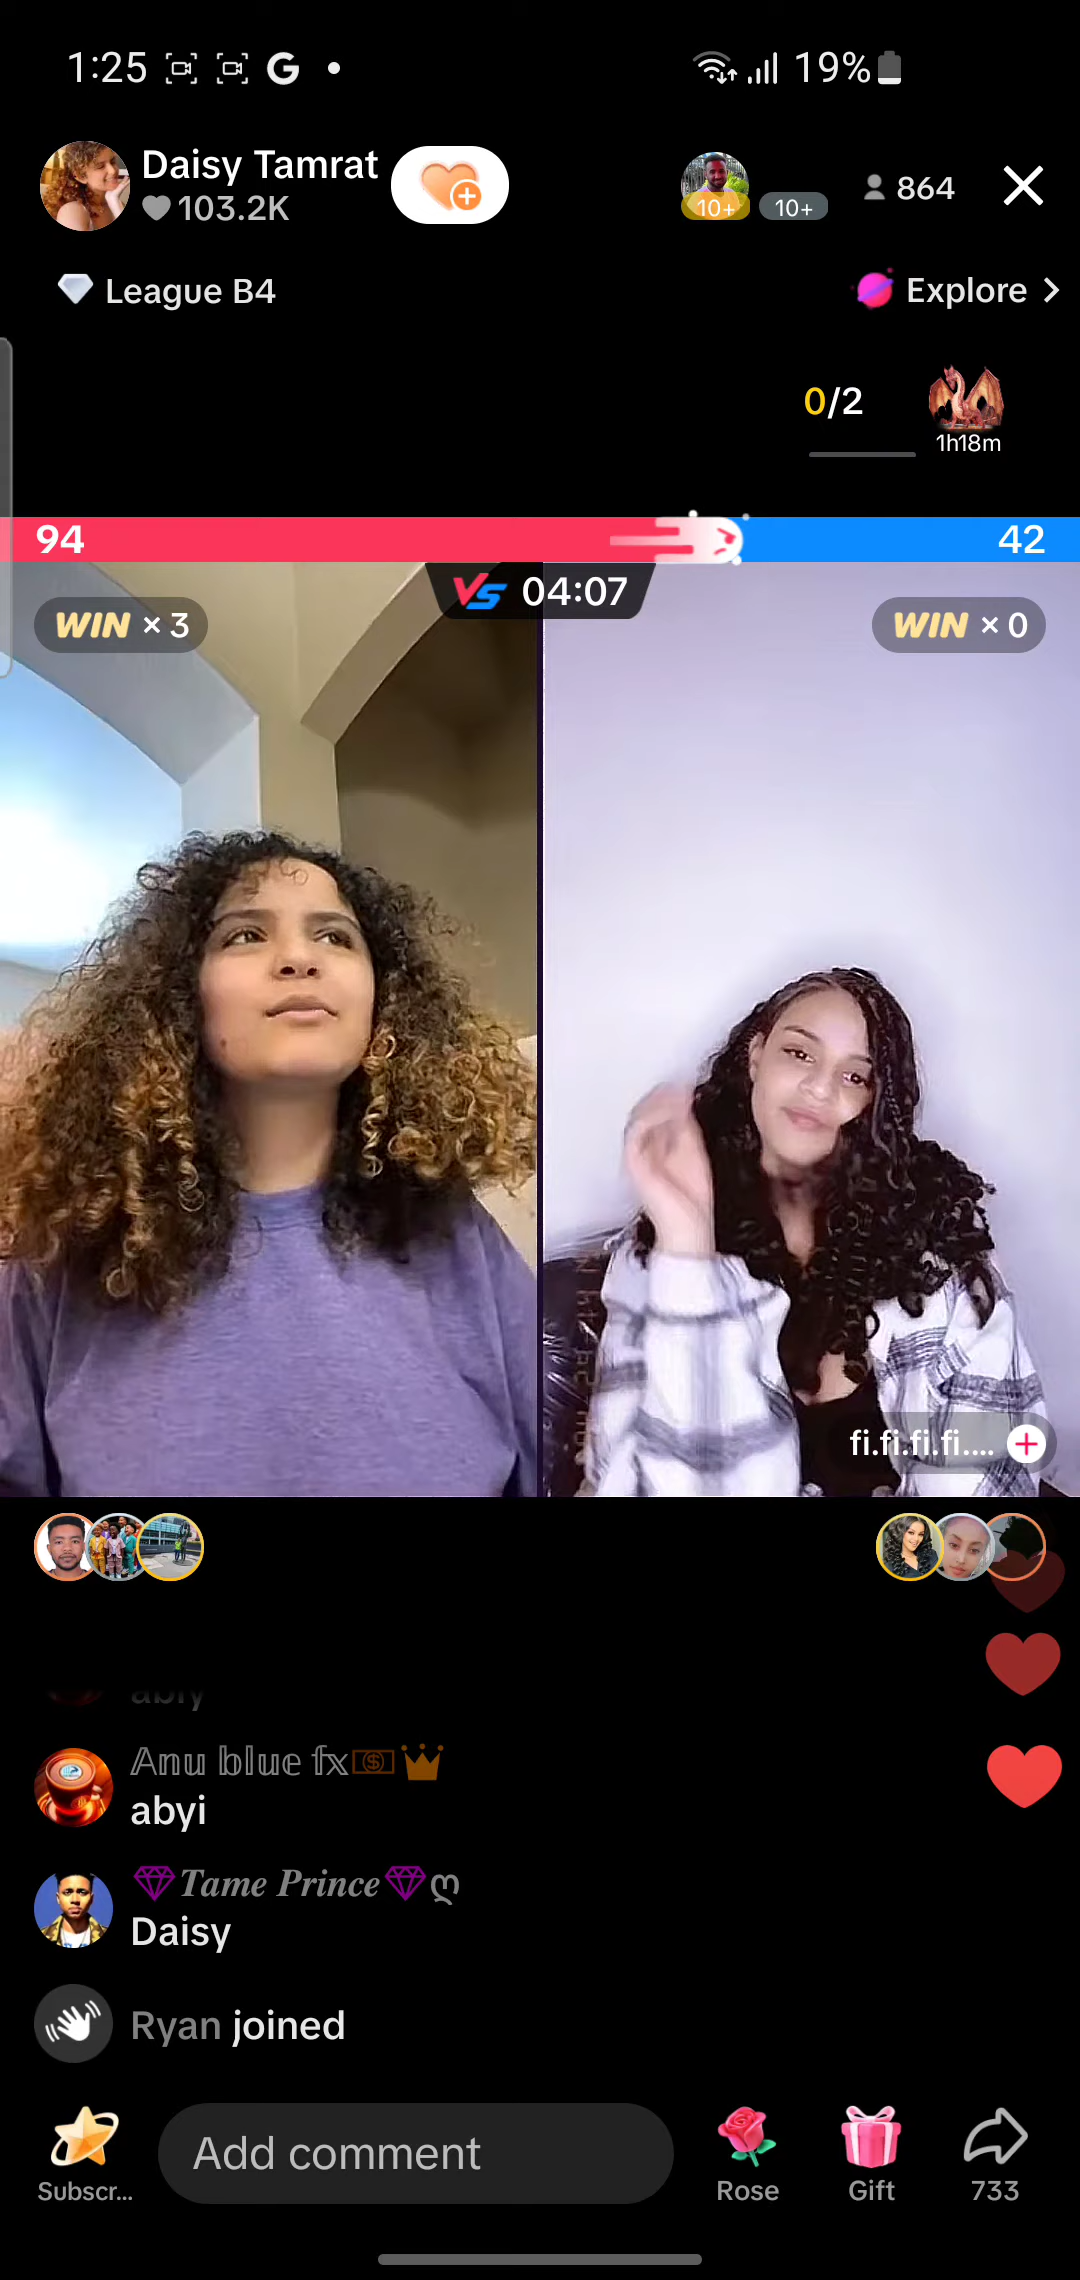 1:25 G 19%
Daisy Tamrat
103.2K
10+ 10+ 864
League B4 Explore
0/2
1h18m
94 42
VS 04:07
WIN × 3 WIN × 0
fi.fi.fi.fi....
𝔸𝕟𝕦 𝕓𝕝𝕦𝕖 𝕗𝕩
abyi
𝑻𝒂𝒎𝒆 𝑷𝒓𝒊𝒏𝒄𝒆 ღ
Daisy
Ryan joined
Add comment
Subscr... Rose Gift 733